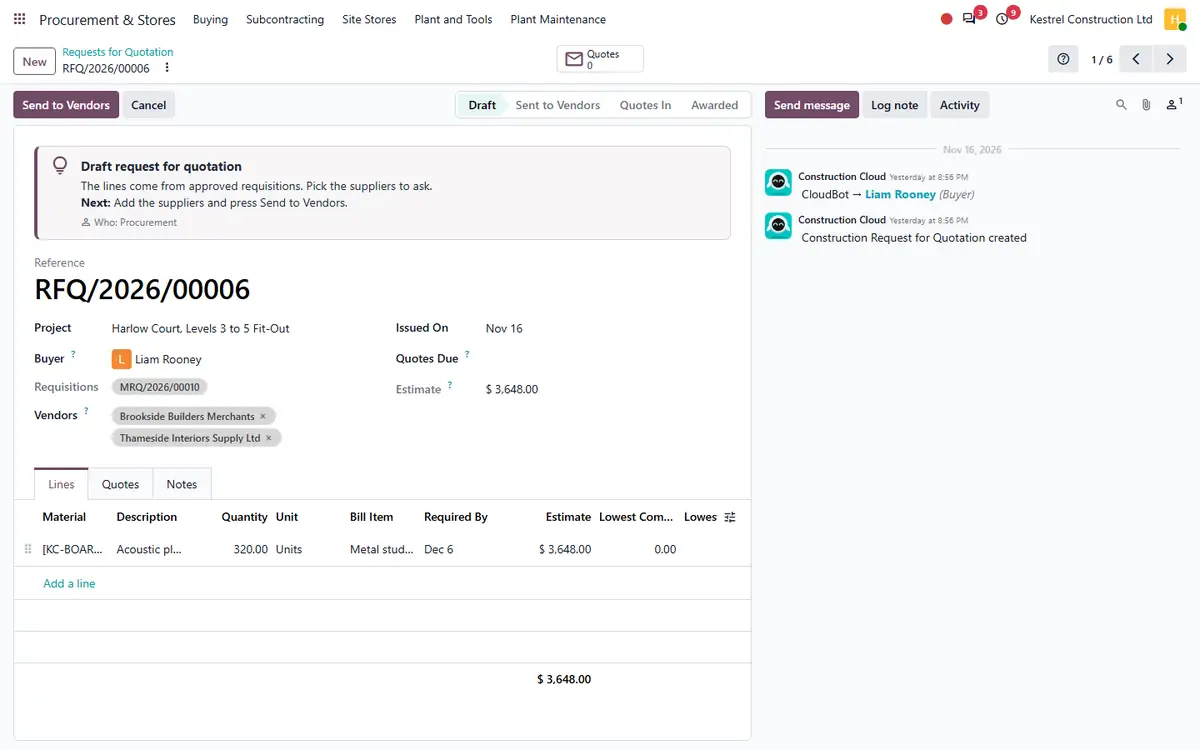 Procurement & Stores Buying Subcontracting Site Stores Plant and Tools Plant Maintenance 3 9 Kestrel Construction Ltd H
New Requests for Quotation Quotes 1 / 6
RFQ/2026/00006 0
Send to Vendors Cancel Draft Sent to Vendors Quotes In Awarded Send message Log note Activity 1
Draft request for quotation
The lines come from approved requisitions. Pick the suppliers to ask.
Next: Add the suppliers and press Send to Vendors.
Who: Procurement
Reference
RFQ/2026/00006
Project Harlow Court, Levels 3 to 5 Fit-Out Issued On Nov 16
Buyer ? L Liam Rooney Quotes Due ?
Requisitions MRQ/2026/00010 Estimate ? $ 3,648.00
Vendors ? Brookside Builders Merchants ×
Thameside Interiors Supply Ltd ×
Lines Quotes Notes
Material Description Quantity Unit Bill Item Required By Estimate Lowest Com... Lowes
[KC-BOAR... Acoustic pl... 320.00 Units Metal stud... Dec 6 $ 3,648.00 0.00
Add a line
$ 3,648.00
Nov 16, 2026
Construction Cloud Yesterday at 8:56 PM
CloudBot → Liam Rooney (Buyer)
Construction Cloud Yesterday at 8:56 PM
Construction Request for Quotation created